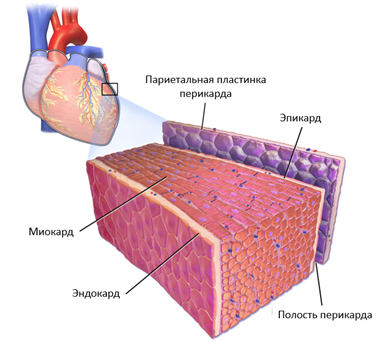 Париетальная пластинка
перикарда
Эпикард
Миокард
Эндокард
Полость перикарда